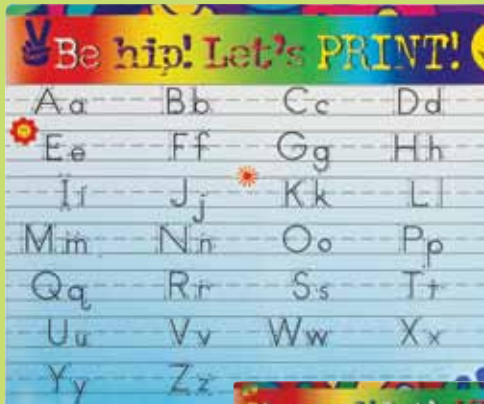 Be hip! Let's PRINT!
Aa Bb Cc Dd
Ee Ff Gg Hh
Ii Jj Kk Ll
Mm Nn Oo Pp
Qq Rr Ss Tt
Uu Vv Ww Xx
Yy Zz